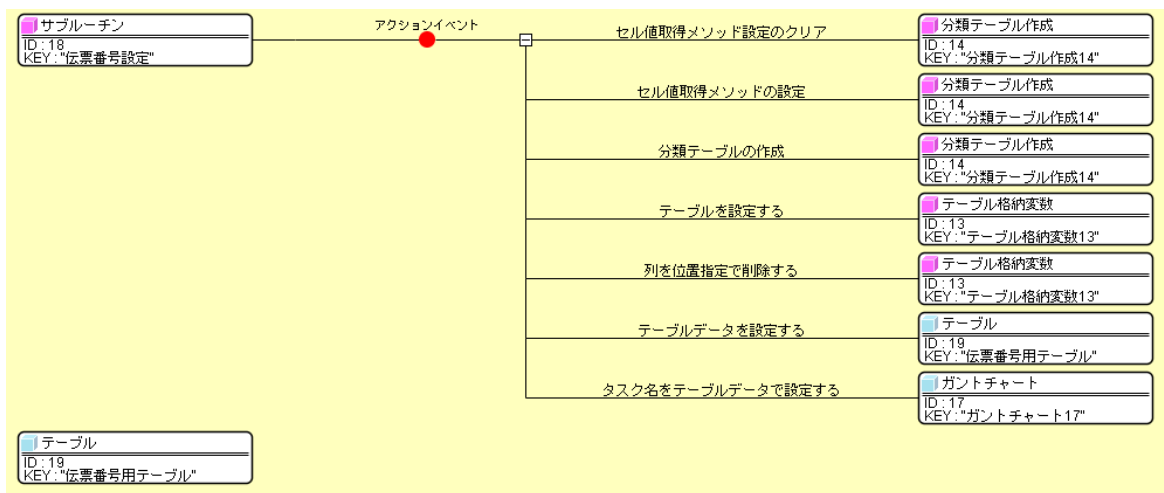 サブルーチン
ID:18
KEY:"伝票番号設定"
アクションイベント
セル値取得メソッド設定のクリア
分類テーブル作成
ID:14
KEY:"分類テーブル作成14"
セル値取得メソッドの設定
分類テーブル作成
ID:14
KEY:"分類テーブル作成14"
分類テーブルの作成
分類テーブル作成
ID:14
KEY:"分類テーブル作成14"
テーブルを設定する
テーブル格納変数
ID:13
KEY:"テーブル格納変数13"
列を位置指定で削除する
テーブル格納変数
ID:13
KEY:"テーブル格納変数13"
テーブルデータを設定する
テーブル
ID:19
KEY:"伝票番号用テーブル"
タスク名をテーブルデータで設定する
ガントチャート
ID:17
KEY:"ガントチャート17"
テーブル
ID:19
KEY:"伝票番号用テーブル"